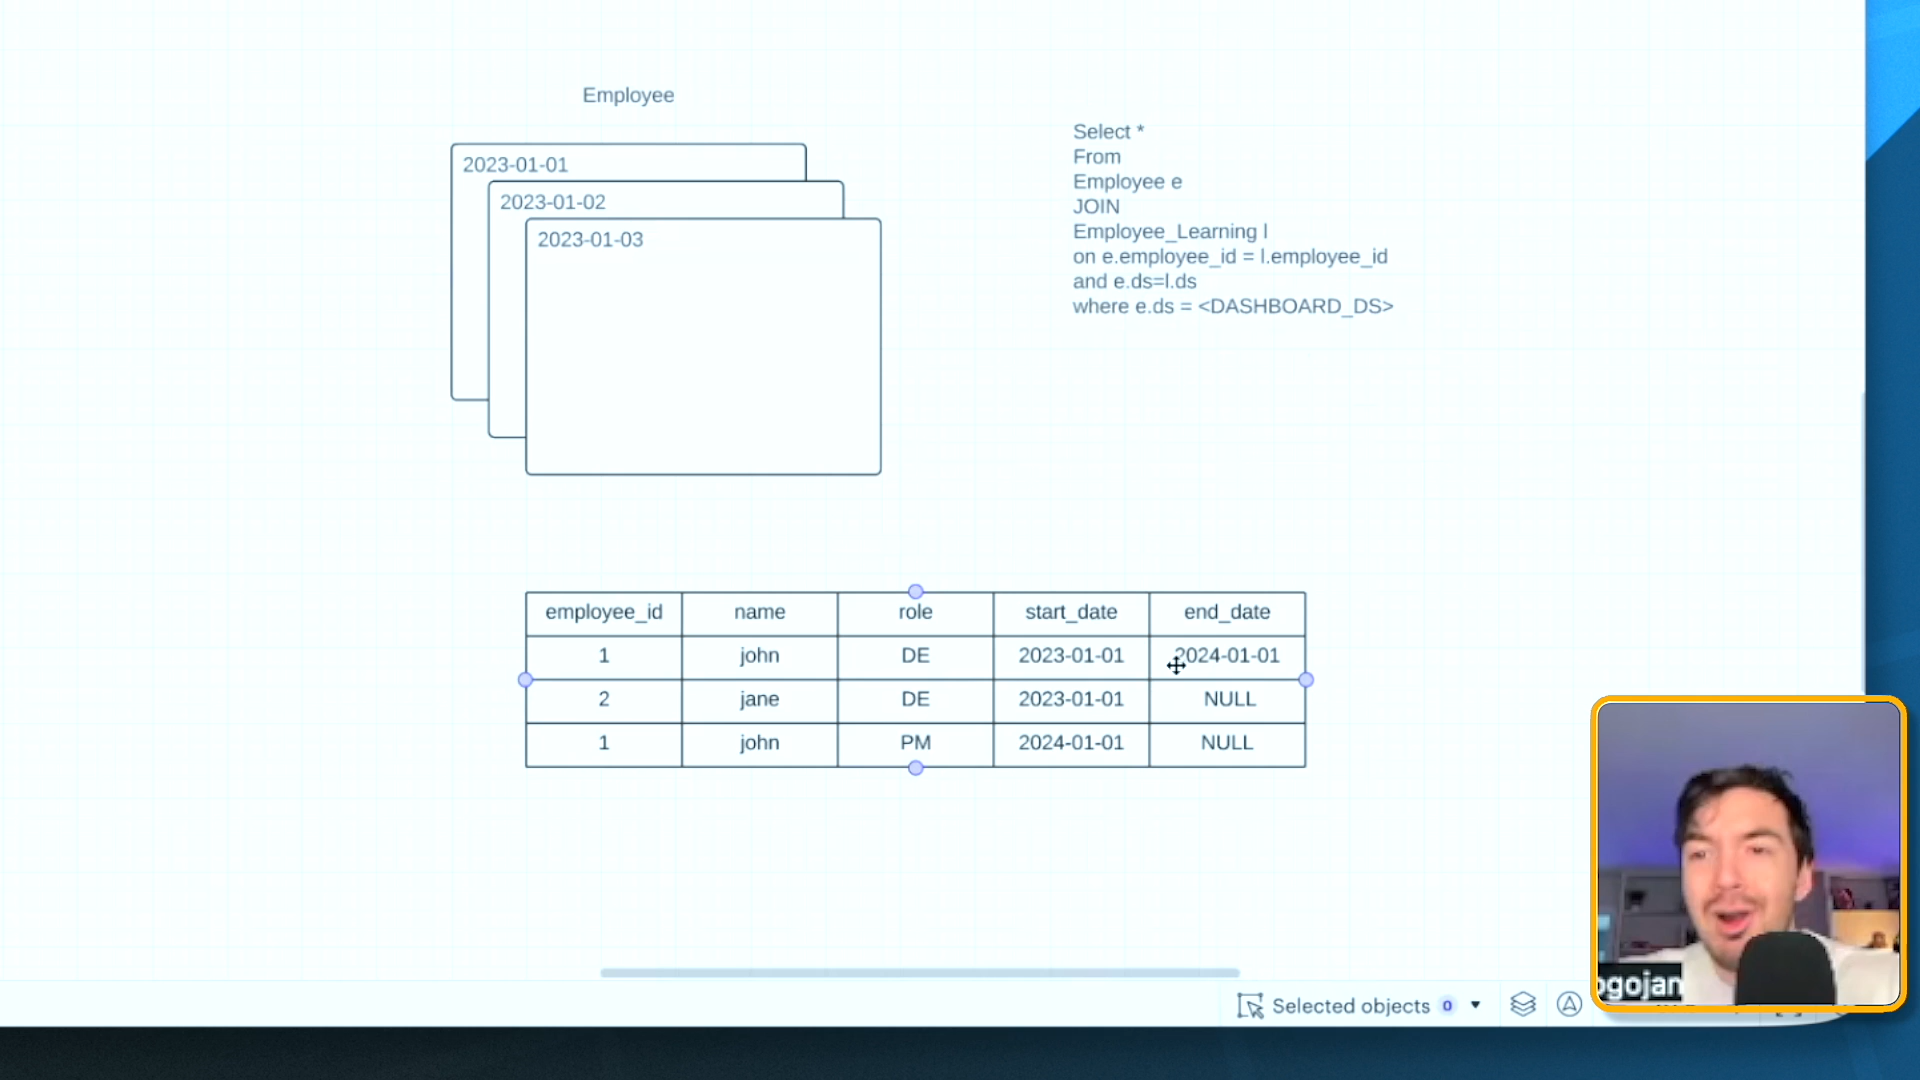 Employee
2023-01-01
2023-01-02
2023-01-03
Select *
From
Employee e
JOIN
Employee_Learning l
on e.employee_id = l.employee_id
and e.ds=l.ds
where e.ds = <DASHBOARD_DS>
employee_id name role start_date end_date
1 john DE 2023-01-01 2024-01-01
2 jane DE 2023-01-01 NULL
1 john PM 2024-01-01 NULL
Selected objects 0